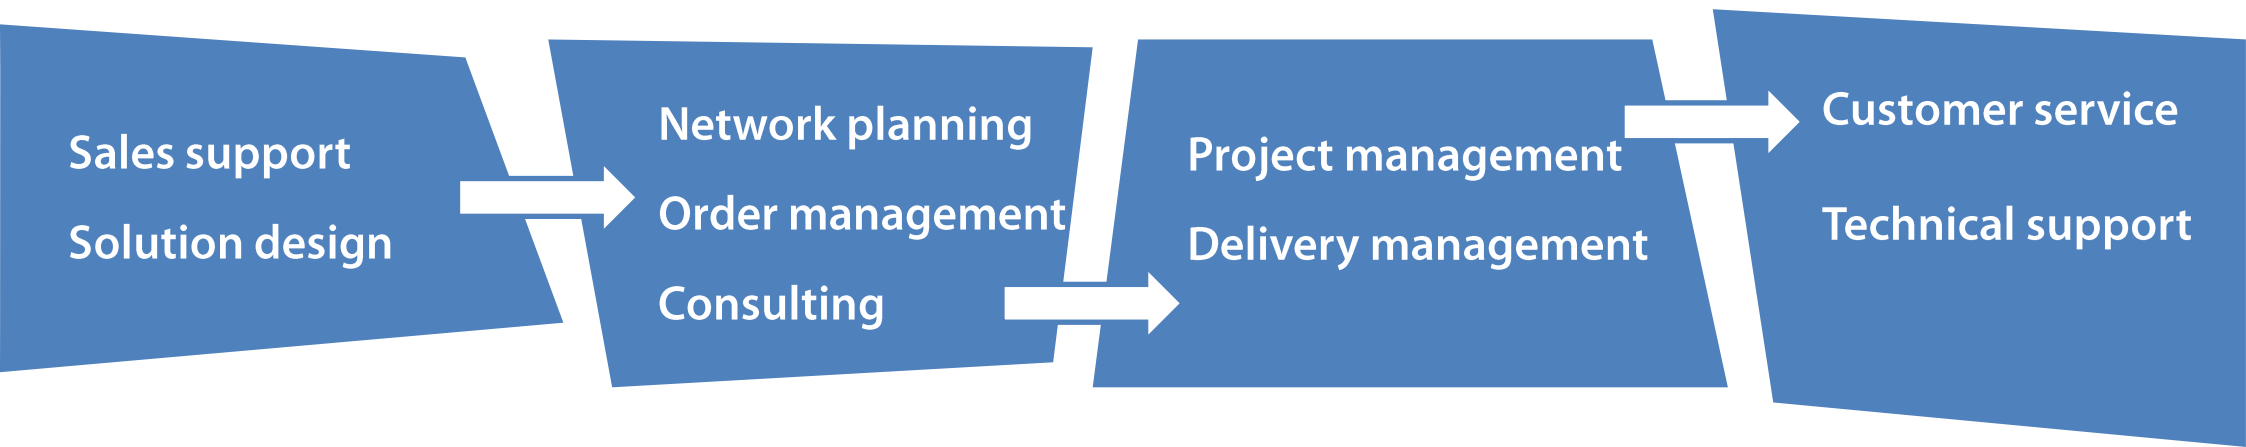 Sales support
Solution design
Network planning
Order management
Consulting
Project management
Delivery management
Customer service
Technical support